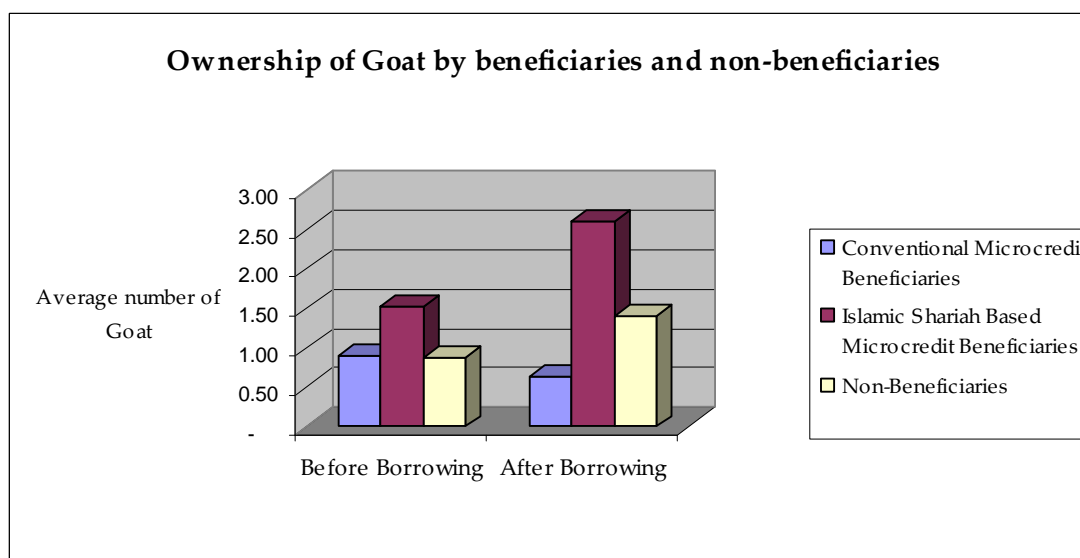 Ownership of Goat by beneficiaries and non-beneficiaries
3.00
2.50
2.00
1.50
1.00
0.50
-
Average number of
Goat
Before Borrowing
After Borrowing
Conventional Microcredi
Beneficiaries
Islamic Shariah Based
Microcredit Beneficiaries
Non-Beneficiaries